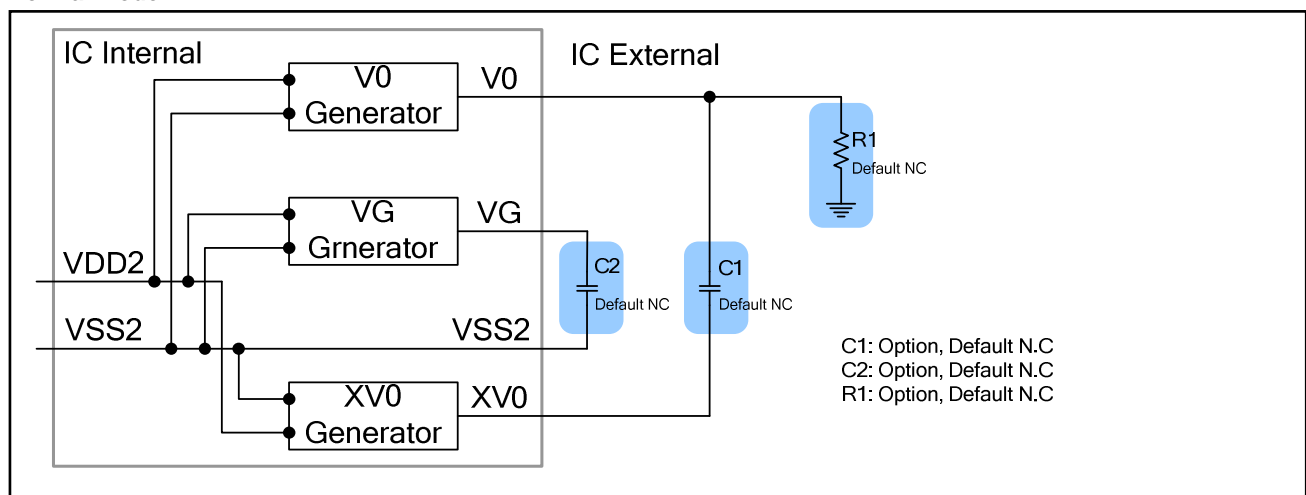 IC Internal
IC External
V0
Generator
V0
R1
Default NC
VG
Grnerator
VG
VDD2
C2
Default NC
C1
Default NC
VSS2
VSS2
XV0
Generator
XV0
C1: Option, Default N.C
C2: Option, Default N.C
R1: Option, Default N.C